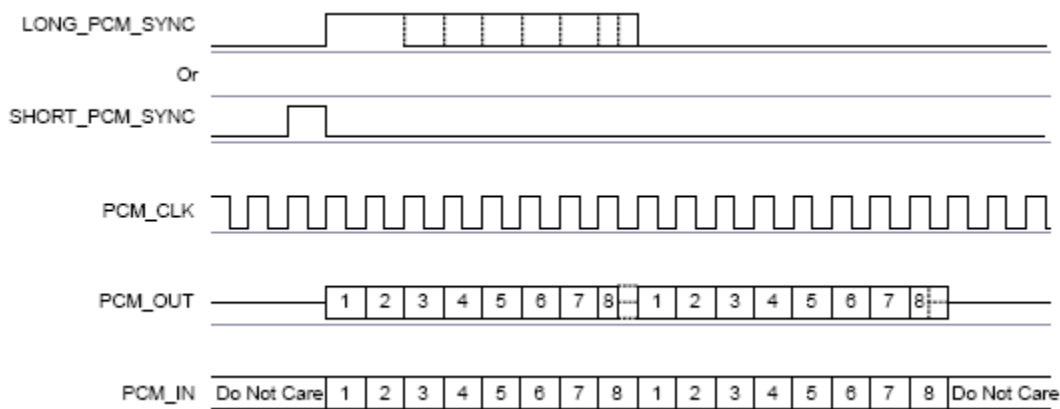 LONG_PCM_SYNC
Or
SHORT_PCM_SYNC
PCM_CLK
PCM_OUT 1 2 3 4 5 6 7 8 1 2 3 4 5 6 7 8
PCM_IN Do Not Care 1 2 3 4 5 6 7 8 1 2 3 4 5 6 7 8 Do Not Care